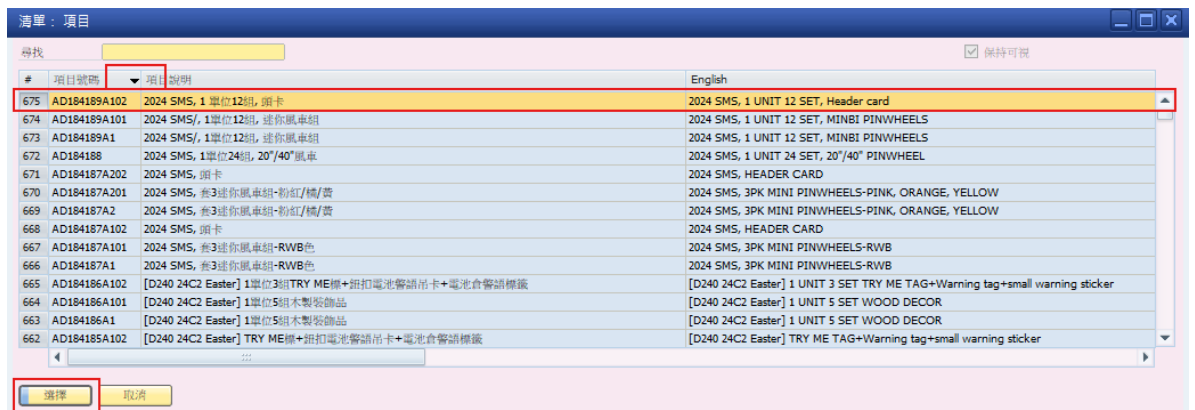 清單： 項目
尋找
保持可視
# 項目號碼 項目說明 English
675 AD184189A102 2024 SMS, 1 單位12組, 頭卡 2024 SMS, 1 UNIT 12 SET, Header card
674 AD184189A101 2024 SMS/, 1單位12組, 迷你風車組 2024 SMS, 1 UNIT 12 SET, MINBI PINWHEELS
673 AD184189A1 2024 SMS/, 1單位12組, 迷你風車組 2024 SMS, 1 UNIT 12 SET, MINBI PINWHEELS
672 AD184188 2024 SMS, 1單位24組, 20"/40"風車 2024 SMS, 1 UNIT 24 SET, 20"/40" PINWHEEL
671 AD184187A202 2024 SMS, 頭卡 2024 SMS, HEADER CARD
670 AD184187A201 2024 SMS, 套3迷你風車組-粉紅/橘/黃 2024 SMS, 3PK MINI PINWHEELS-PINK, ORANGE, YELLOW
669 AD184187A2 2024 SMS, 套3迷你風車組-粉紅/橘/黃 2024 SMS, 3PK MINI PINWHEELS-PINK, ORANGE, YELLOW
668 AD184187A102 2024 SMS, 頭卡 2024 SMS, HEADER CARD
667 AD184187A101 2024 SMS, 套3迷你風車組-RWB色 2024 SMS, 3PK MINI PINWHEELS-RWB
666 AD184187A1 2024 SMS, 套3迷你風車組-RWB色 2024 SMS, 3PK MINI PINWHEELS-RWB
665 AD184186A102 [D240 24C2 Easter] 1單位3組TRY ME標+鈕扣電池警語吊卡+電池倉警語標籤 [D240 24C2 Easter] 1 UNIT 3 SET TRY ME TAG+Warning tag+small warning sticker
664 AD184186A101 [D240 24C2 Easter] 1單位5組木製裝飾品 [D240 24C2 Easter] 1 UNIT 5 SET WOOD DECOR
663 AD184186A1 [D240 24C2 Easter] 1單位5組木製裝飾品 [D240 24C2 Easter] 1 UNIT 5 SET WOOD DECOR
662 AD184185A102 [D240 24C2 Easter] TRY ME標+鈕扣電池警語吊卡+電池倉警語標籤 [D240 24C2 Easter] TRY ME TAG+Warning tag+small warning sticker
選擇 取消